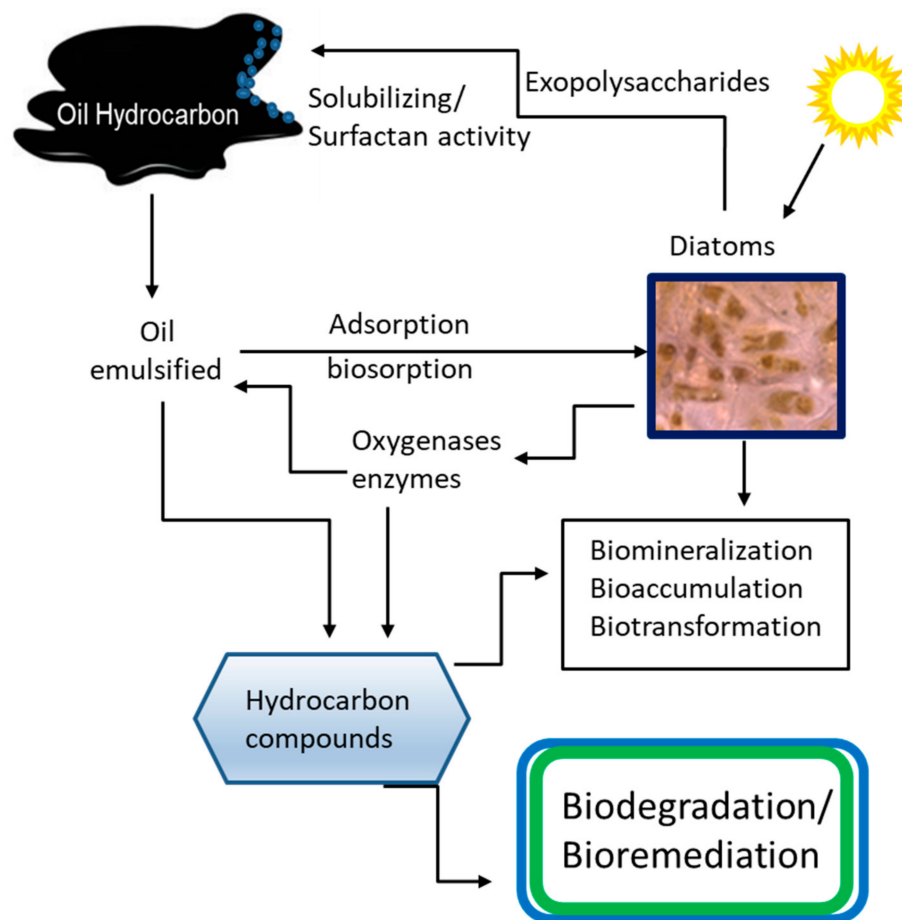 Oil Hydrocarbon
Solubilizing/
Surfactan activity
Exopolysaccharides
Diatoms
Oil
emulsified
Adsorption
biosorption
Oxygenases
enzymes
Biomineralization
Bioaccumulation
Biotransformation
Hydrocarbon
compounds
Biodegradation/
Bioremediation